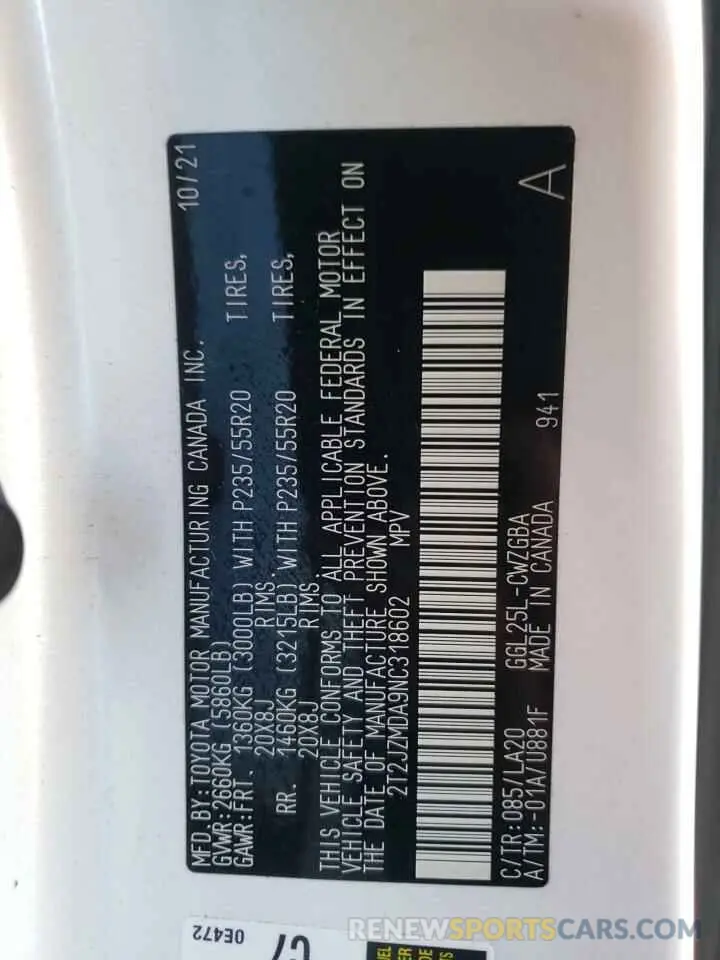 MFD.BY:TOYOTA MOTOR MANUFACTURING CANADA INC. 10/21
GVWR:2660KG (5860LB)
GAWR:FRT. 1360KG (3000LB) WITH P235/55R20 TIRES,
20X8J RIMS.
RR. 1460KG (3215LB) WITH P235/55R20 TIRES,
20X8J RIMS.
THIS VEHICLE CONFORMS TO ALL APPLICABLE FEDERAL MOTOR
VEHICLE SAFETY AND THEFT PREVENTION STANDARDS IN EFFECT ON
THE DATE OF MANUFACTURE SHOWN ABOVE.
2T2JZMDA9NC318602 MPV
A
C/TR:085/LA20 GGL25L-CWZGBA
A/TM:-01A/U881F MADE IN CANADA 941
0E472
RENEWSPORTSCARS.COM